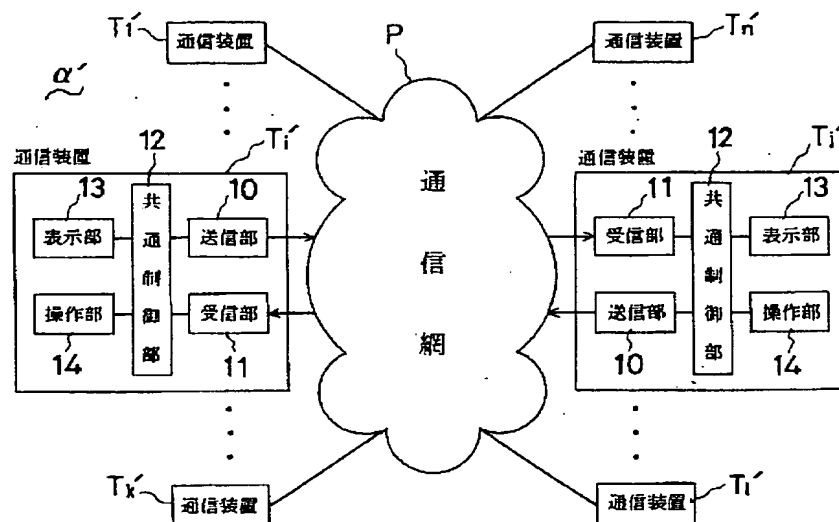 T1´
通信装置
P
通信装置
Tn´
α´
通信装置
Ti´
12
13
10
共通制御部
表示部
送信部
操作部
受信部
14
11
通信網
通信装置
Tj´
12
11
13
共通制御部
受信部
表示部
送信部
操作部
10
14
Tk´
通信装置
通信装置
Tl´